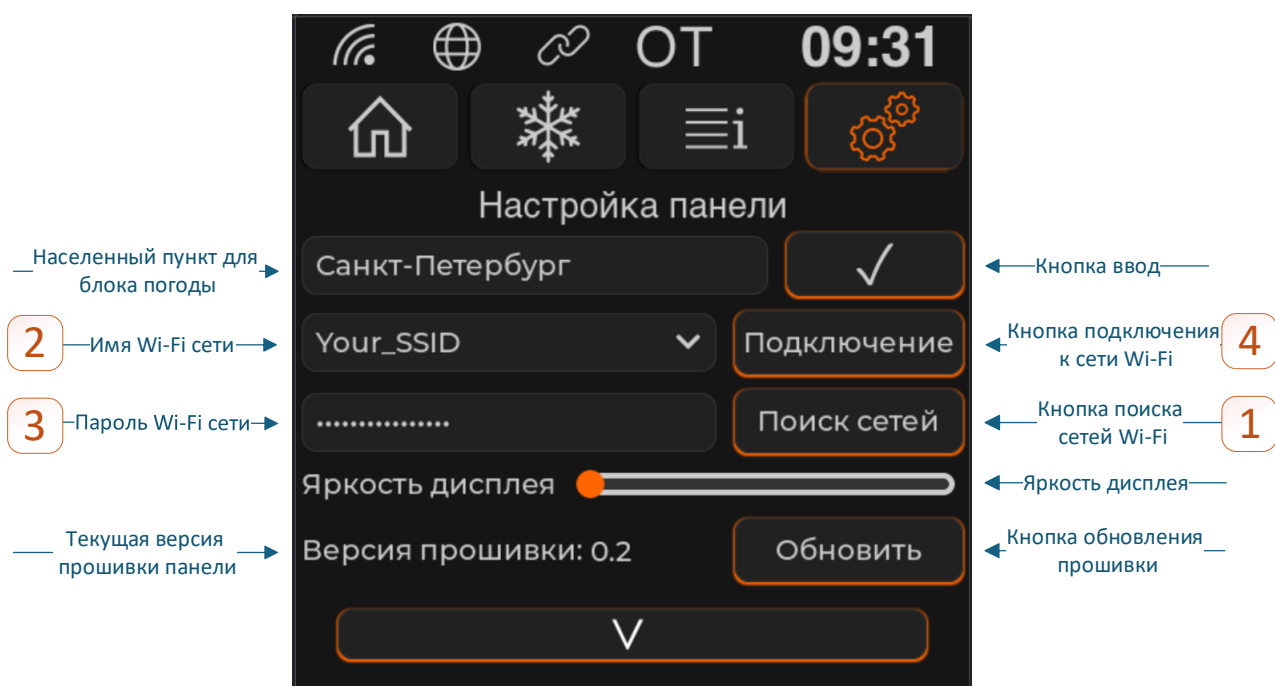 OT 09:31
i
Настройка панели
Населенный пункт для
блока погоды
Санкт-Петербург
Кнопка ввод
2
Имя Wi-Fi сети
Your_SSID
Подключение
Кнопка подключения
к сети Wi-Fi
4
3
Пароль Wi-Fi сети
................
Поиск сетей
Кнопка поиска
сетей Wi-Fi
1
Яркость дисплея
Яркость дисплея
Текущая версия
прошивки панели
Версия прошивки: 0.2
Обновить
Кнопка обновления
прошивки